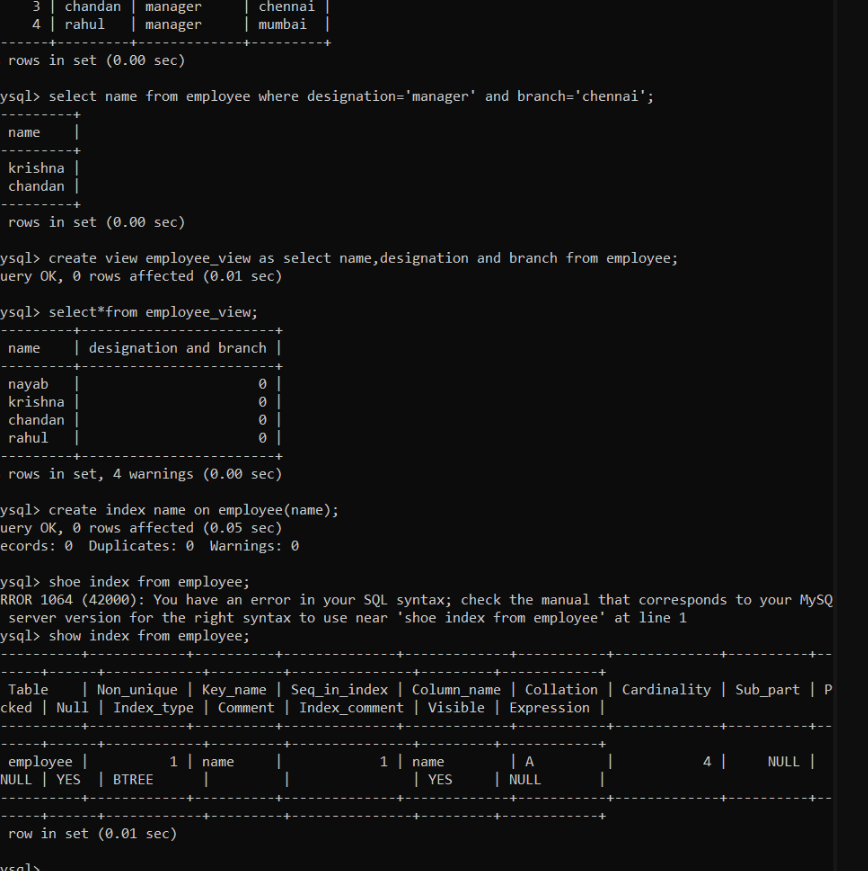 3 | chandan | manager | chennai |
4 | rahul | manager | mumbai |
------+---------+-------------+---------+
rows in set (0.00 sec)
ysql> select name from employee where designation='manager' and branch='chennai';
---------+
name |
---------+
krishna |
chandan |
---------+
rows in set (0.00 sec)
ysql> create view employee_view as select name,designation and branch from employee;
uery OK, 0 rows affected (0.01 sec)
ysql> select*from employee_view;
---------+------------------------+
name | designation and branch |
---------+------------------------+
nayab | 0 |
krishna | 0 |
chandan | 0 |
rahul | 0 |
---------+------------------------+
rows in set, 4 warnings (0.00 sec)
ysql> create index name on employee(name);
uery OK, 0 rows affected (0.05 sec)
ecords: 0 Duplicates: 0 Warnings: 0
ysql> shoe index from employee;
RROR 1064 (42000): You have an error in your SQL syntax; check the manual that corresponds to your MySQ
server version for the right syntax to use near 'shoe index from employee' at line 1
ysql> show index from employee;
----------+------------+----------+--------------+-------------+-----------+-------------+----------+--
-----+------+------------+---------+---------------+---------+------------+
Table | Non_unique | Key_name | Seq_in_index | Column_name | Collation | Cardinality | Sub_part | P
cked | Null | Index_type | Comment | Index_comment | Visible | Expression |
----------+------------+----------+--------------+-------------+-----------+-------------+----------+--
-----+------+------------+---------+---------------+---------+------------+
employee | 1 | name | 1 | name | A | 4 | NULL |
NULL | YES | BTREE | | | YES | NULL |
----------+------------+----------+--------------+-------------+-----------+-------------+----------+--
-----+------+------------+---------+---------------+---------+------------+
row in set (0.01 sec)
ysql>